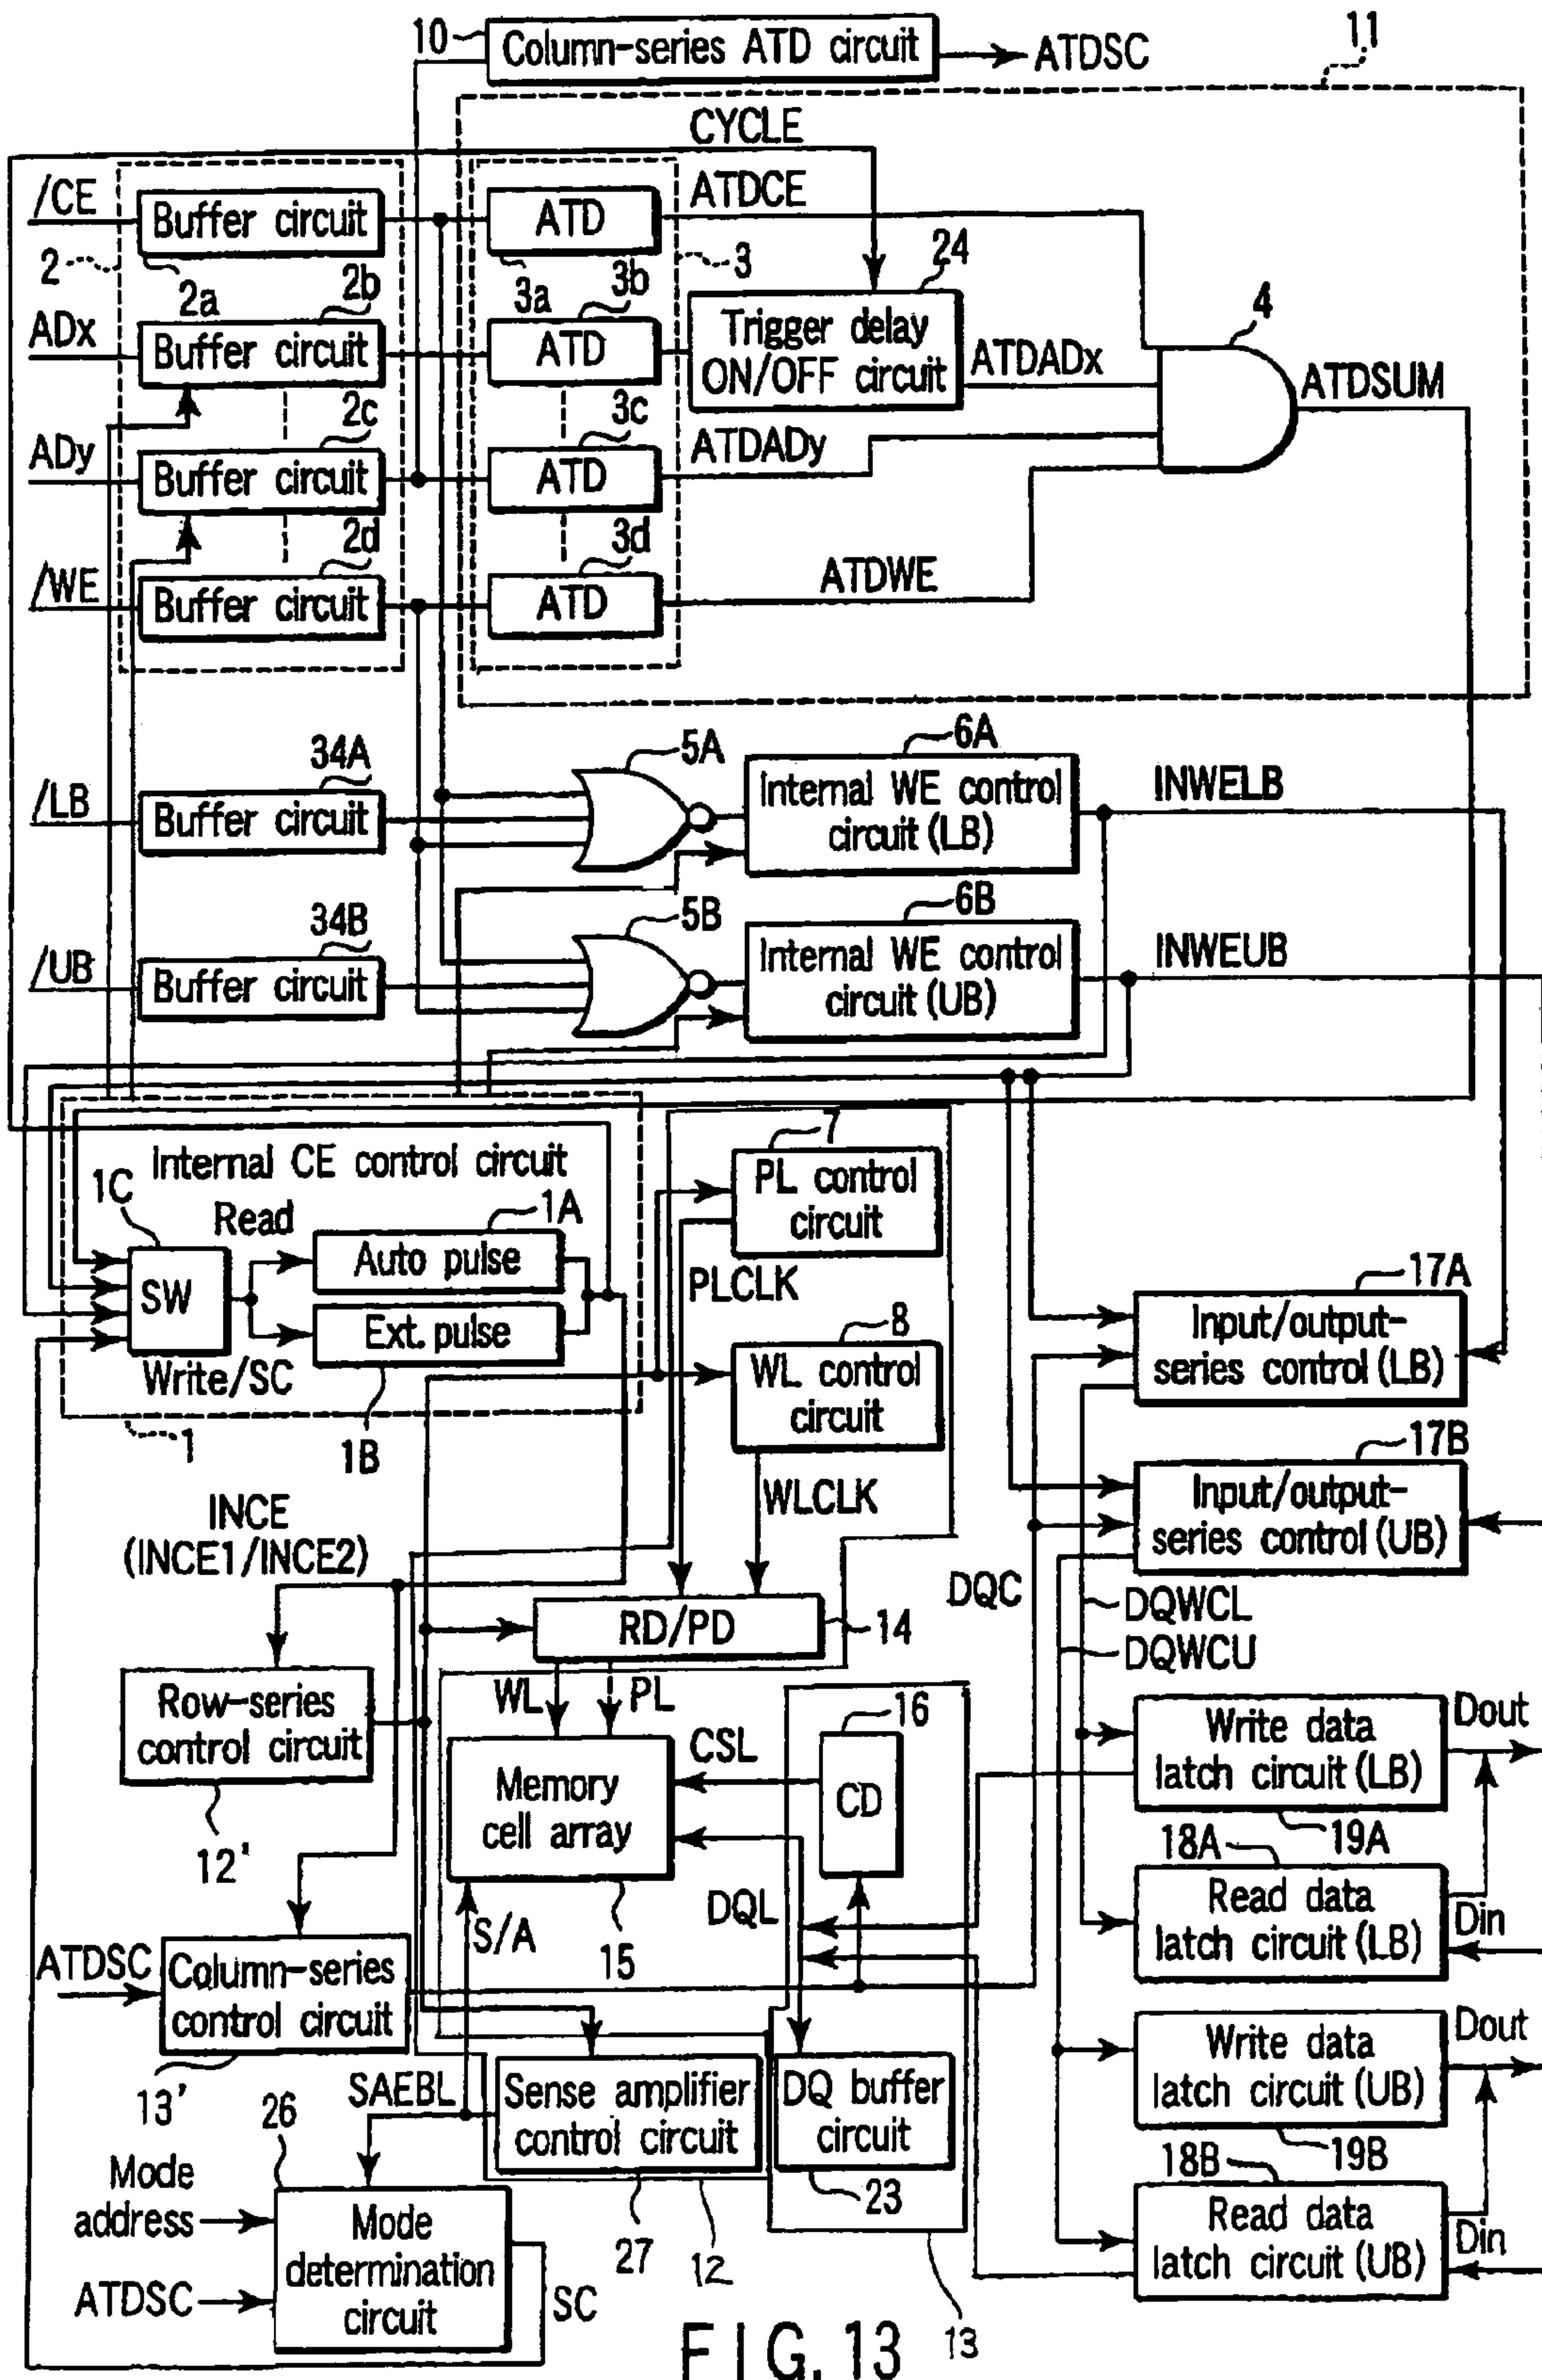 10
Column-series ATD circuit
ATDSC
11
CYCLE
/CE
Buffer circuit
ATD
ATDCE
2
2a
2b
3a
3b
3
24
4
ADx
Buffer circuit
ATD
Trigger delay
ON/OFF circuit
ATDADx
ATDSUM
2c
3c
ADy
Buffer circuit
ATD
ATDADy
2d
3d
/WE
Buffer circuit
ATD
ATDWE
34A
5A
6A
/LB
Buffer circuit
Internal WE control
circuit (LB)
INWELB
34B
5B
6B
/UB
Buffer circuit
Internal WE control
circuit (UB)
INWEUB
Internal CE control circuit
1C
Read
1A
SW
Auto pulse
Ext. pulse
Write/SC
1
1B
7
PL control
circuit
PLCLK
8
WL control
circuit
WLCLK
17A
Input/output-
series control (LB)
17B
Input/output-
series control (UB)
INCE
(INCE1/INCE2)
DQC
DQWCL
DQWCU
RD/PD
14
Row-series
control circuit
12'
WL
PL
16
CSL
CD
Memory
cell array
15
S/A
DQL
Write data
latch circuit (LB)
Dout
19A
18A
Read data
latch circuit (LB)
Din
ATDSC
Column-series
control circuit
13'
Write data
latch circuit (UB)
Dout
19B
18B
Read data
latch circuit (UB)
Din
SAEBL
Sense amplifier
control circuit
27
12
DQ buffer
circuit
23
13
26
Mode
address
ATDSC
Mode
determination
circuit
SC
FIG. 13